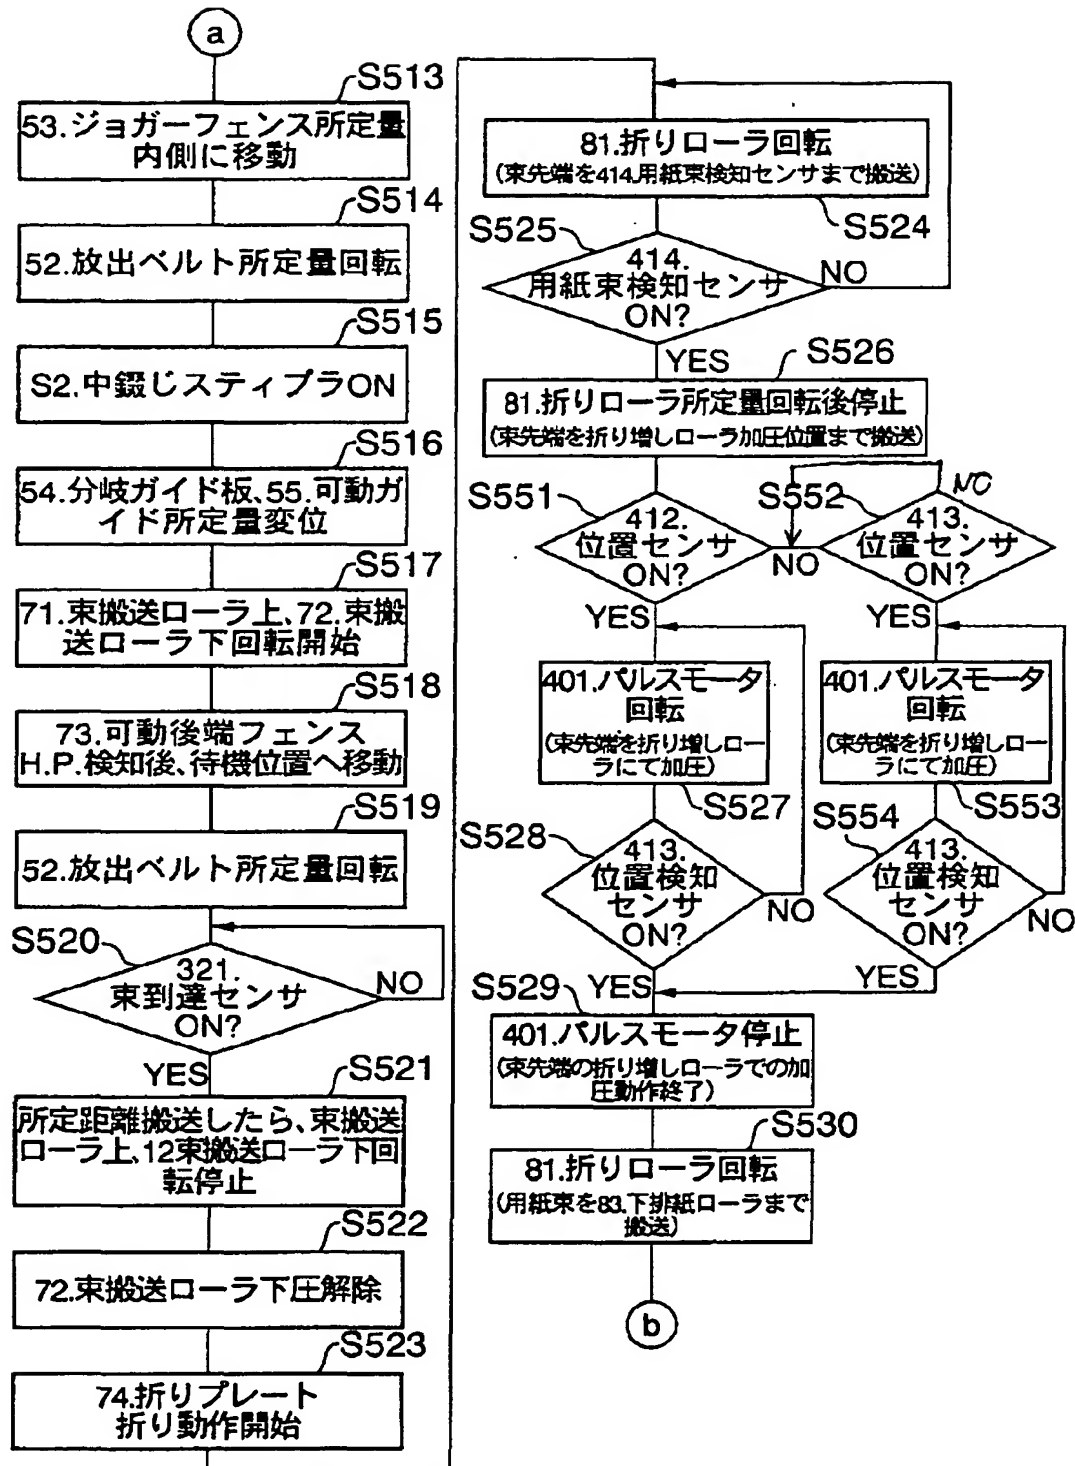 a
S513
53.ジョガーフェンス所定量
内側に移動
S514
52.放出ベルト所定量回転
S515
S2.中綴じスティプラON
S516
54.分岐ガイド板、55.可動ガ
イド所定量変位
S517
71.束搬送ローラ上、72.束搬
送ローラ下回転開始
S518
73.可動後端フェンス
H.P.検知後、待機位置へ移動
S519
52.放出ベルト所定量回転
S520
321.
束到達センサ
ON?
NO
YES
S521
所定距離搬送したら、束搬送
ローラ上、12束搬送ローラ下回
転停止
S522
72.束搬送ローラ下圧解除
S523
74.折りプレート
折り動作開始
81.折りローラ回転
(束先端を414.用紙束検知センサまで搬送)
S524
S525
414.
用紙束検知センサ
ON?
NO
YES
S526
81.折りローラ所定量回転後停止
(束先端を折り増しローラ加圧位置まで搬送)
S551
412.
位置センサ
ON?
NO
YES
S552
NO
413.
位置センサ
ON?
YES
401.パルスモータ
回転
(束先端を折り増しロー
ラにて加圧)
S527
401.パルスモータ
回転
(束先端を折り増しロー
ラにて加圧)
S553
S528
413.
位置検知
センサ
ON?
NO
YES
S554
413.
位置検知
センサ
ON?
NO
YES
S529
401.パルスモータ停止
(束先端の折り増しローラでの加
圧動作終了)
S530
81.折りローラ回転
(用紙束を83.下排紙ローラまで
搬送)
b